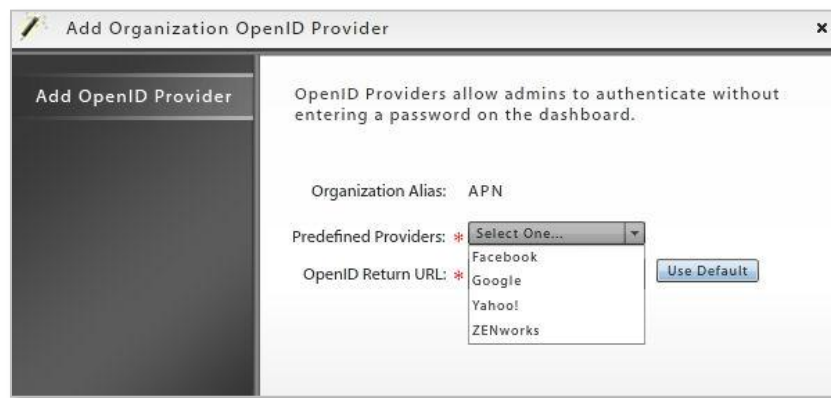 Add Organization OpenID Provider
×
Add OpenID Provider
OpenID Providers allow admins to authenticate without
entering a password on the dashboard.
Organization Alias: APN
Predefined Providers: * Select One...
Facebook
OpenID Return URL: * Google Use Default
Yahoo!
ZENworks